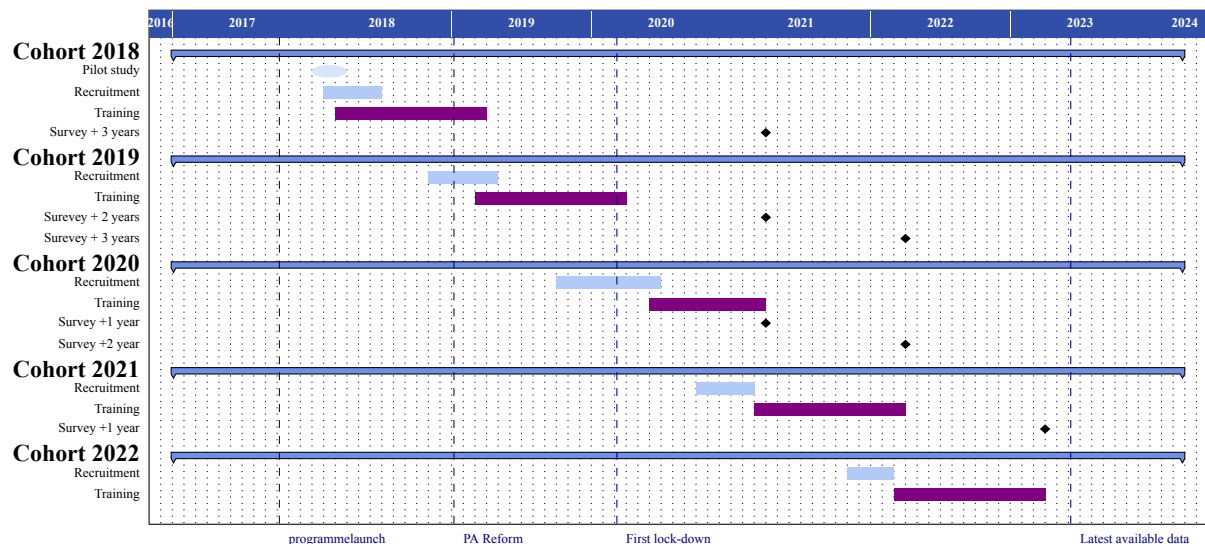 2016 2017 2018 2019 2020 2021 2022 2023 2024
Cohort 2018
Pilot study
Recruitment
Training
Survey + 3 years
Cohort 2019
Recruitment
Training
Surevey + 2 years
Surevey + 3 years
Cohort 2020
Recruitment
Training
Survey +1 year
Survey +2 year
Cohort 2021
Recruitment
Training
Survey +1 year
Cohort 2022
Recruitment
Training
programmelaunch PA Reform First lock-down Latest available data